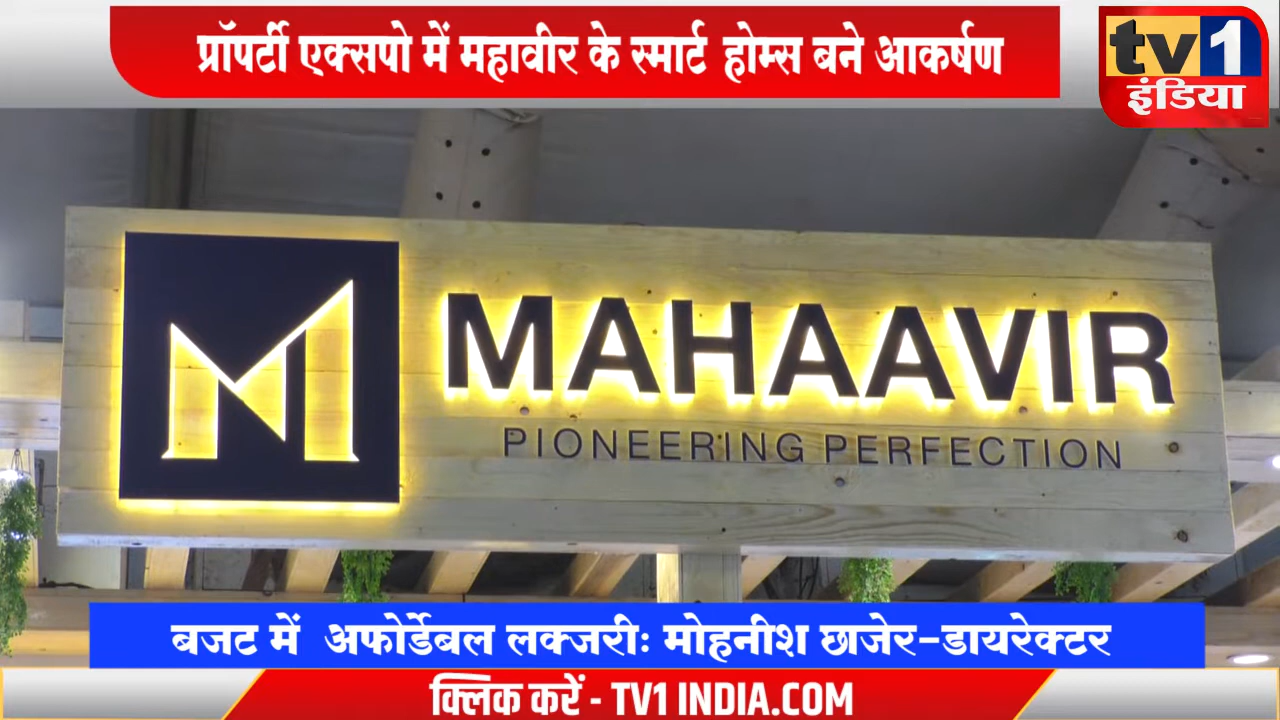 प्रॉपर्टी एक्सपो में महावीर के स्मार्ट होम्स बने आकर्षण
tv1
इंडिया
MAHAAVIR
PIONEERING PERFECTION
बजट में अफोर्डेबल लक्जरीः मोहनीश छाजेर-डायरेक्टर
क्लिक करें - TV1 INDIA.COM